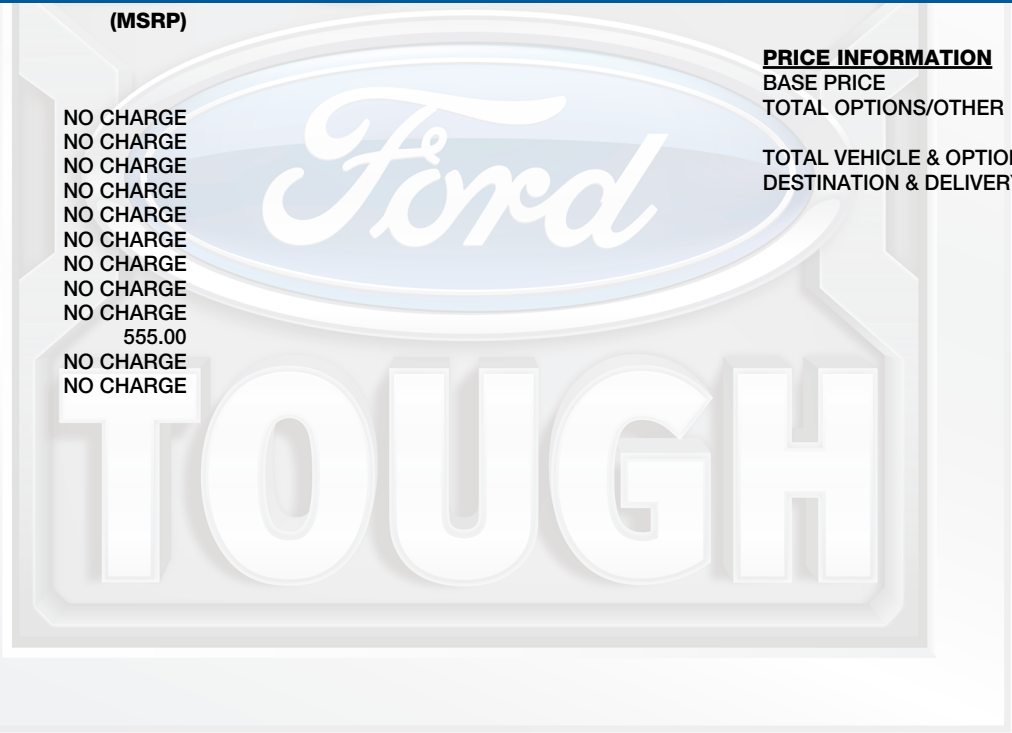 (MSRP)
NO CHARGE
NO CHARGE
NO CHARGE
NO CHARGE
NO CHARGE
NO CHARGE
NO CHARGE
NO CHARGE
NO CHARGE
555.00
NO CHARGE
NO CHARGE
PRICE INFORMATION
BASE PRICE
TOTAL OPTIONS/OTHER
TOTAL VEHICLE & OPTIO
DESTINATION & DELIVER
Ford
TOUGH